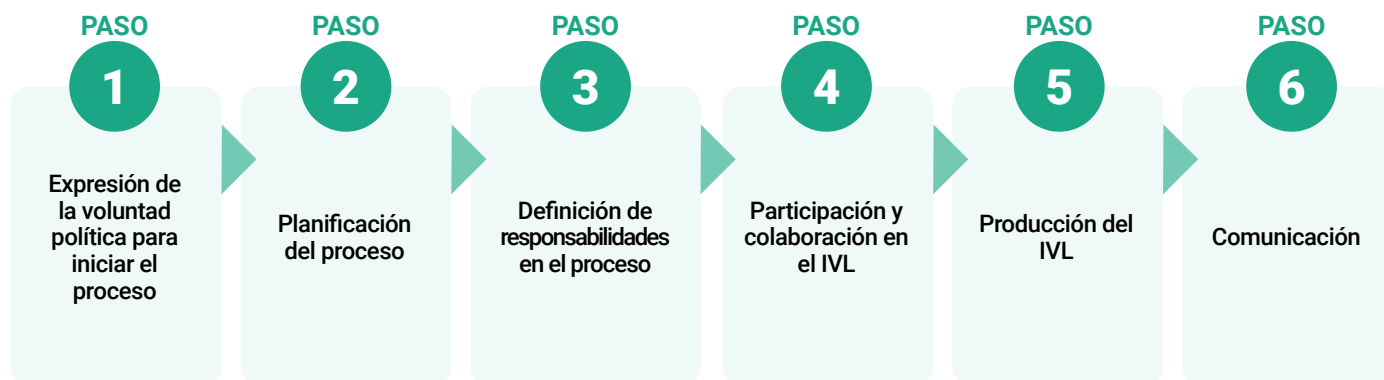 PASO
1
Expresión de
la voluntad
política para
iniciar el
proceso
PASO
2
Planificación
del proceso
PASO
3
Definición de
responsabilidades
en el proceso
PASO
4
Participación y
colaboración en
el IVL
PASO
5
Producción del
IVL
PASO
6
Comunicación